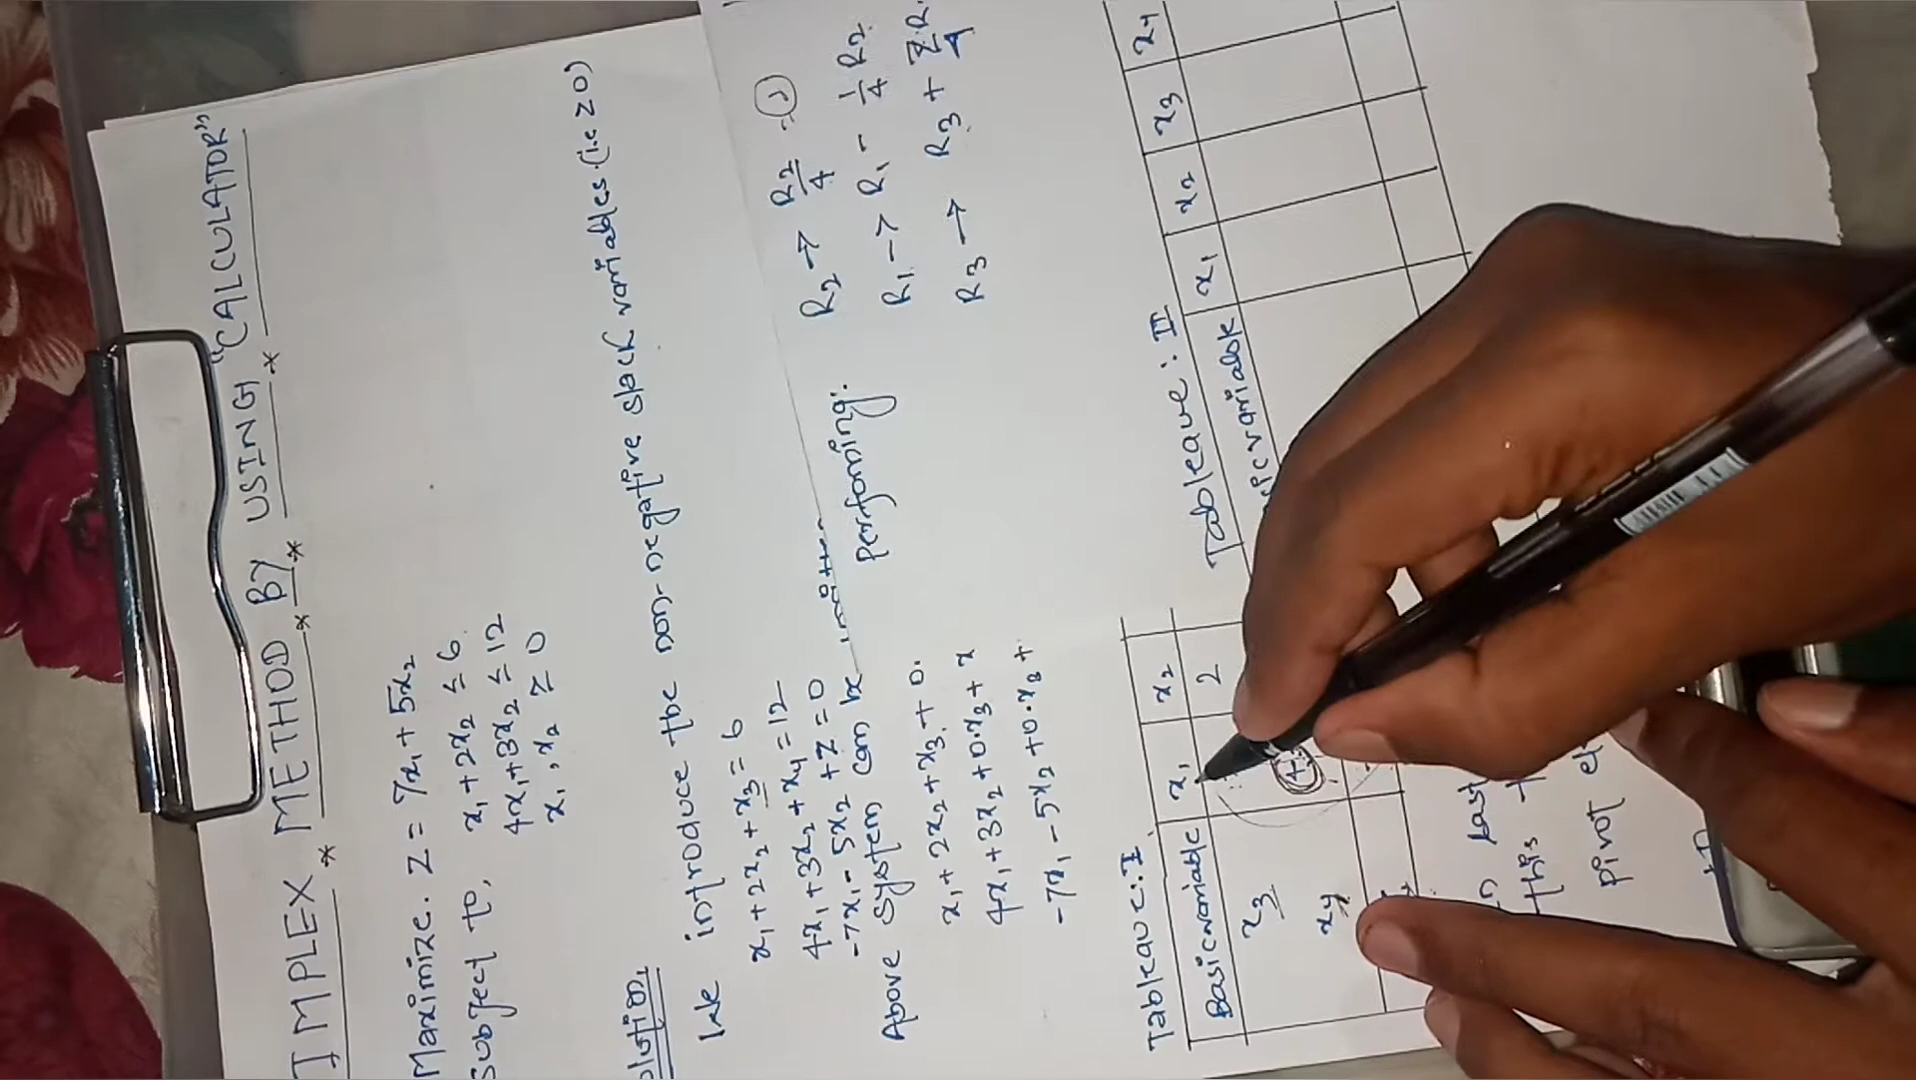 IMPLEX METHOD BY USING "CALCULATOR"
Maximize. Z = 7x₁ + 5x₂
Subject to, x₁ + 2x₂ ≤ 6
4x₁ + 3x₂ ≤ 12
x₁, x₂ ≥ 0
introduce the non-negative slack variables (i.e ≥ 0)
x₁ + 2x₂ + x₃ = 6
4x₁ + 3x₂ + x₄ = 12
-7x₁ - 5x₂ + Z = 0
Above System can be
x₁ + 2x₂ + x₃ + 0.
4x₁ + 3x₂ + 0.x₃ + x
-7x₁ - 5x₂ + 0.x₃ +
Performing.
R₂ → R₂/4
R₁ → R₁ - 1/4 R₂
R₃ → R₃ + 7.R
4
Tableaue: I
Basic variable x₁ x₂
x₃ 2
x₄
this
pivot el
Tableaue: II
variable x₁ x₂ x₃ x₄